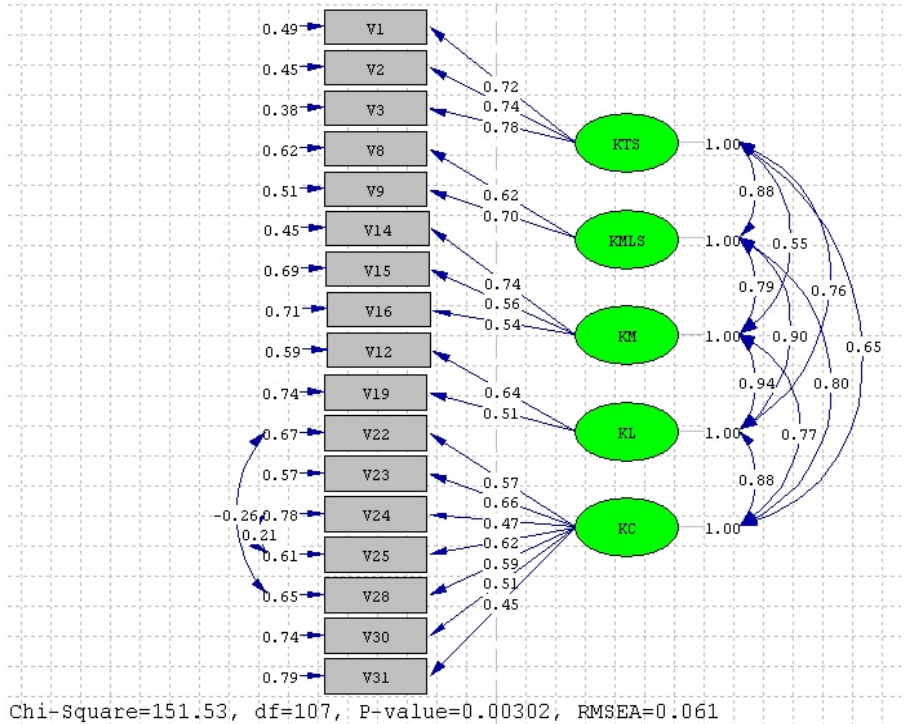 0.49 V1
0.45 V2
0.38 V3
0.62 V8
0.51 V9
0.45 V14
0.69 V15
0.71 V16
0.59 V12
0.74 V19
0.67 V22
0.57 V23
0.78 V24
0.61 V25
0.65 V28
0.74 V30
0.79 V31
-0.26
0.21
0.72
0.74
0.78
0.62
0.70
0.74
0.56
0.54
0.64
0.51
0.57
0.66
0.47
0.62
0.59
0.51
0.45
KTS 1.00
KMLS 1.00
KM 1.00
KL 1.00
KC 1.00
0.88
0.55
0.79
0.76
0.90
0.65
0.94
0.80
0.77
0.88
Chi-Square=151.53, df=107, P-value=0.00302, RMSEA=0.061